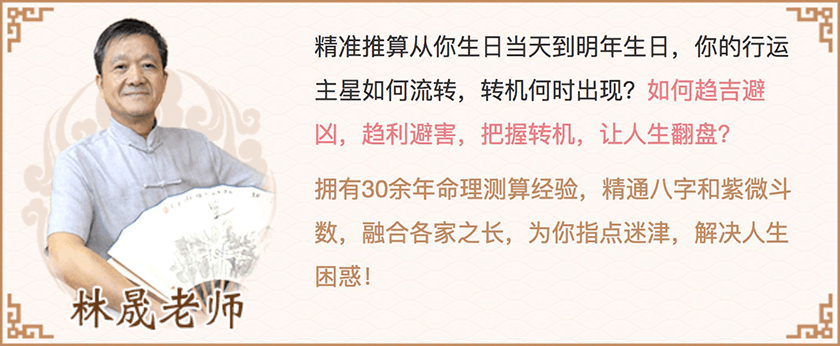 精准推算从你生日当天到明年生日，你的行运
主星如何流转，转机何时出现？如何趋吉避
凶，趋利避害，把握转机，让人生翻盘？
拥有30余年命理测算经验，精通八字和紫微斗
数，融合各家之长，为你指点迷津，解决人生
困惑！
林晟老师